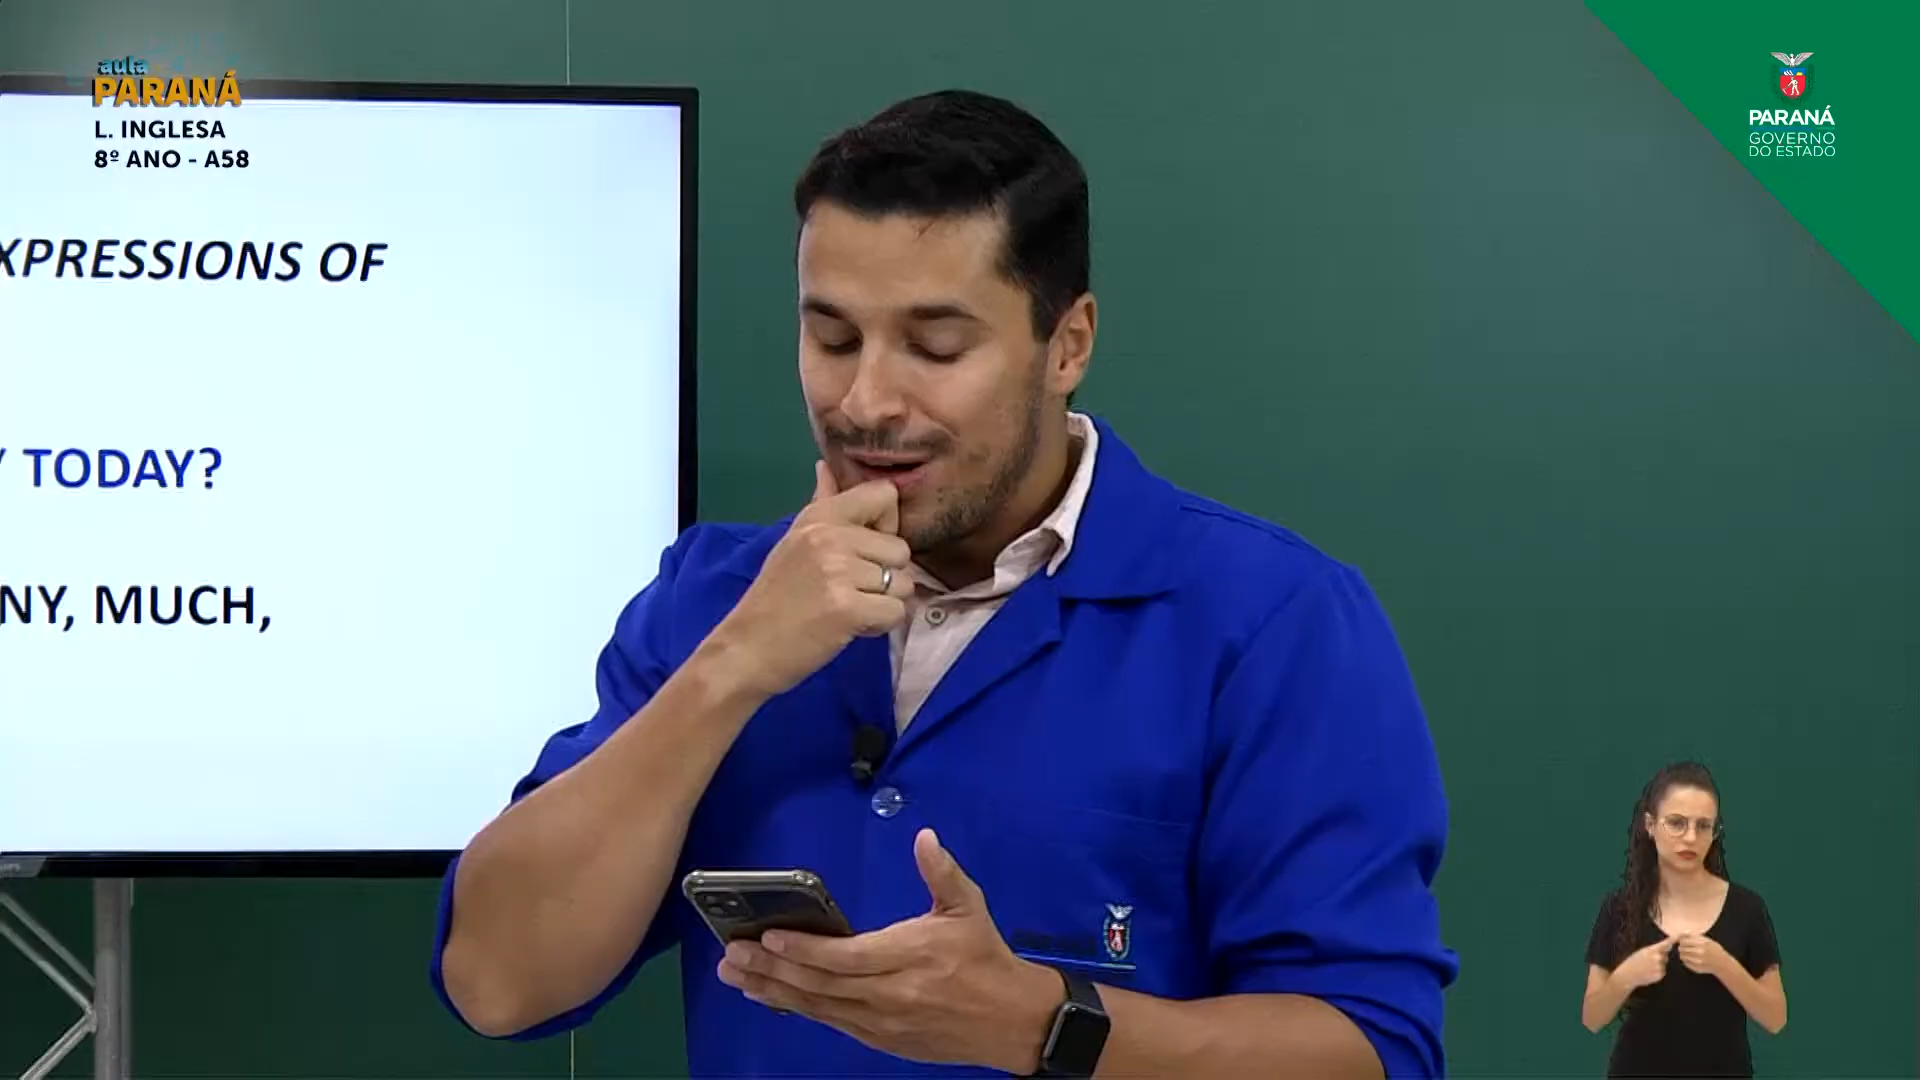 aula
PARANÁ
L. INGLESA
8º ANO - A58
XPRESSIONS OF
TODAY?
NY, MUCH,
PARANÁ
GOVERNO
DO ESTADO